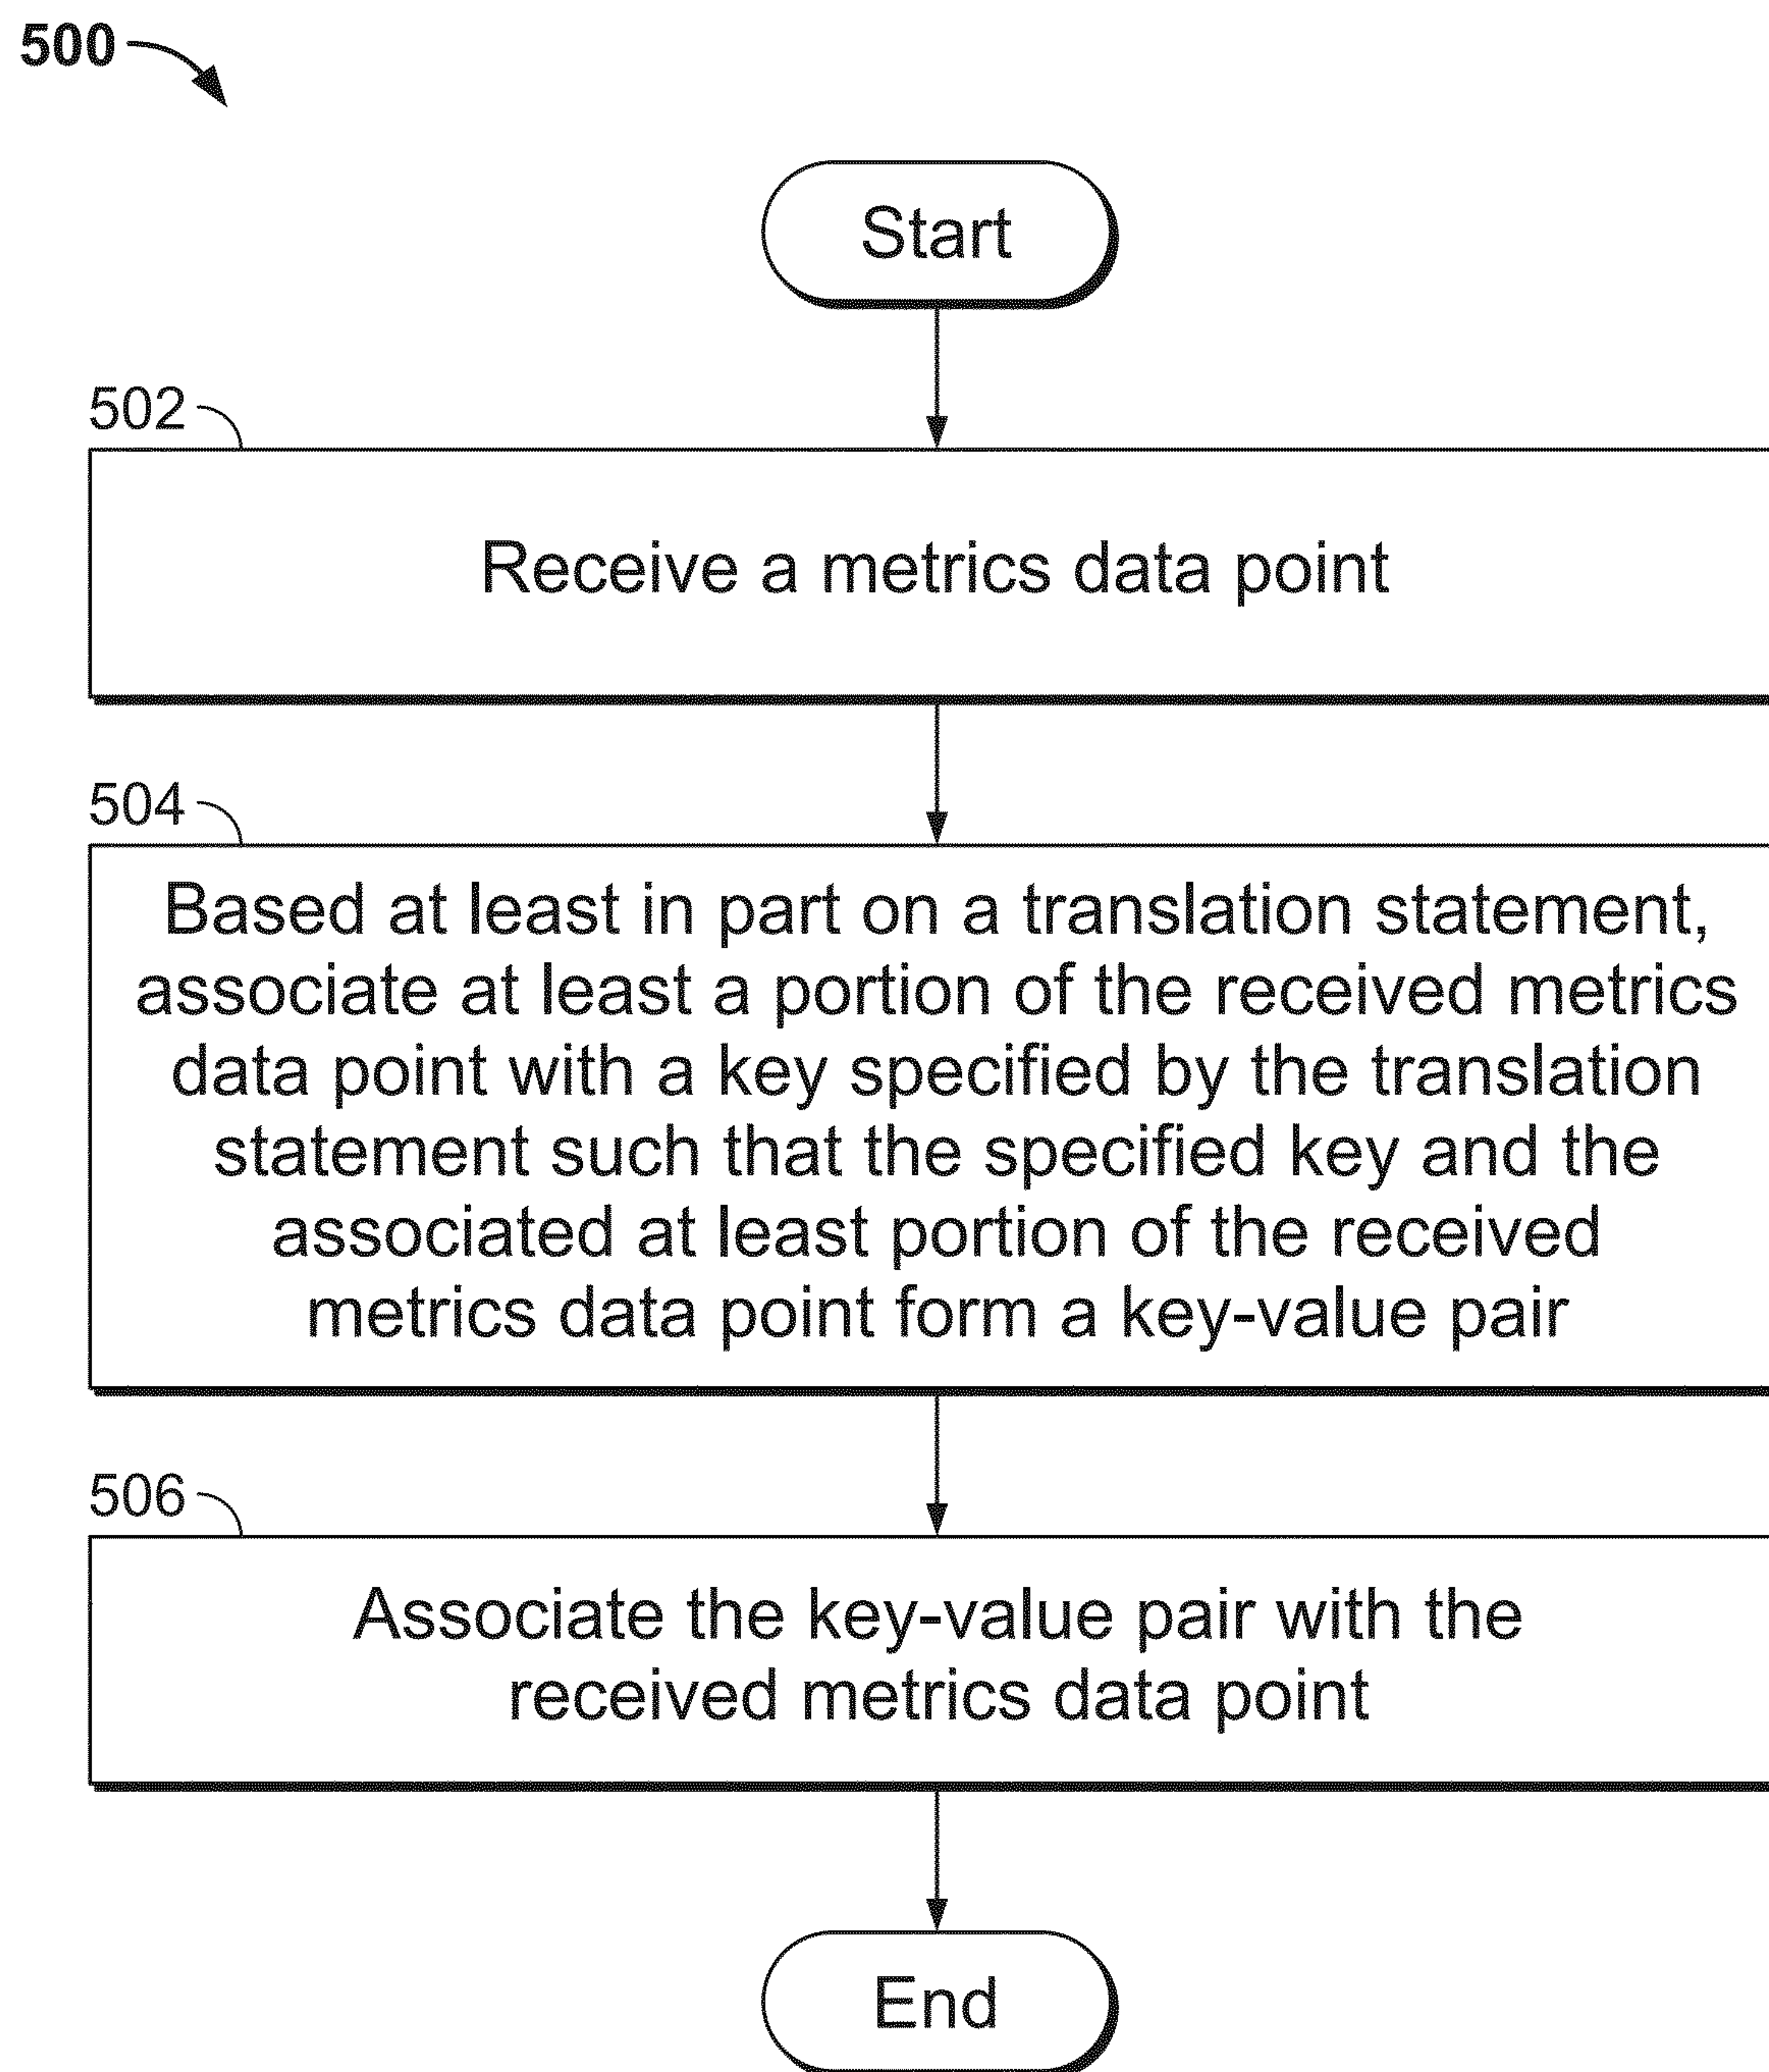 500
Start
502
Receive a metrics data point
504
Based at least in part on a translation statement,
associate at least a portion of the received metrics
data point with a key specified by the translation
statement such that the specified key and the
associated at least portion of the received
metrics data point form a key-value pair
506
Associate the key-value pair with the
received metrics data point
End